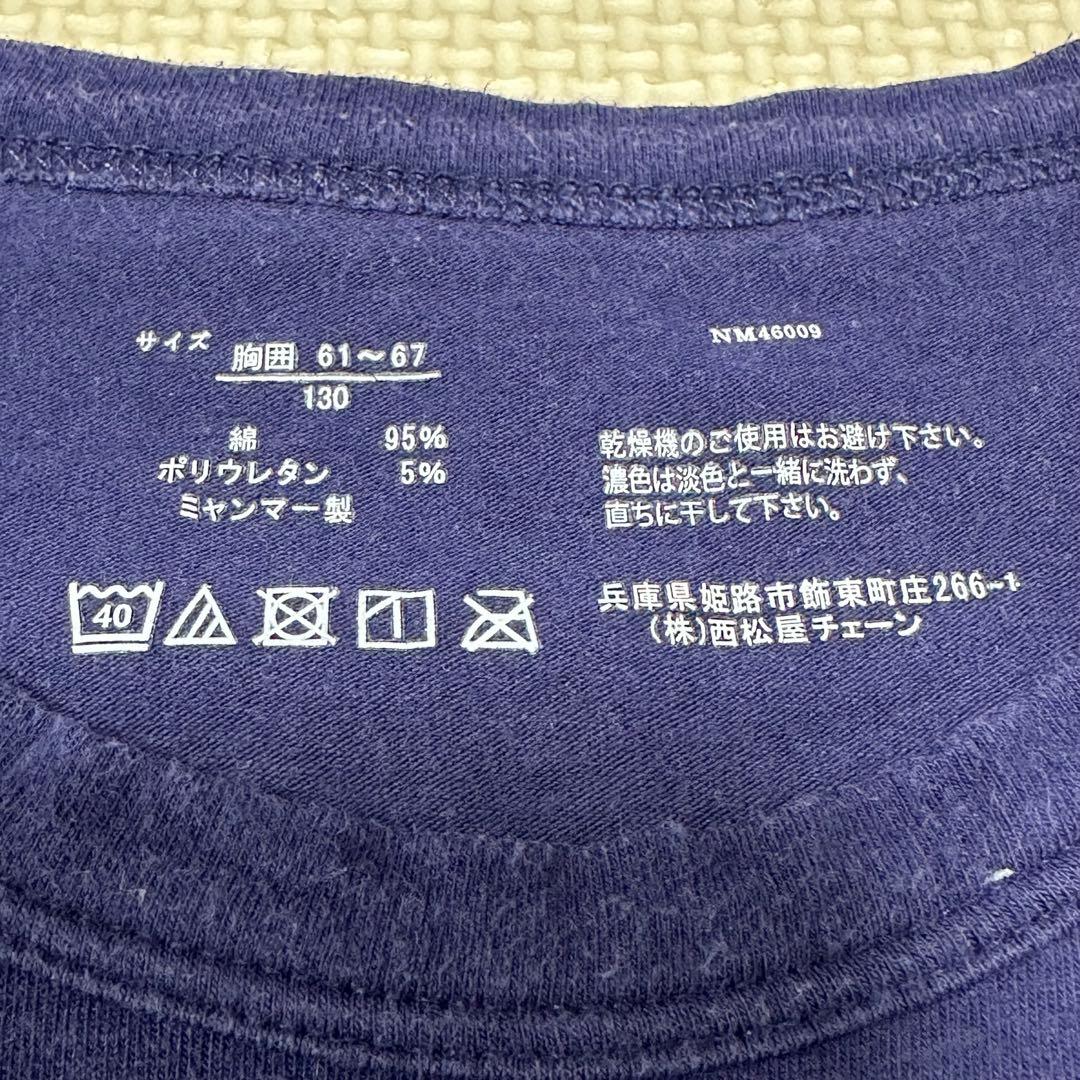 サイズ 胸囲 61～67
130
綿 95%
ポリウレタン 5%
ミャンマー製
40
NM46009
乾燥機のご使用はお避け下さい。
濃色は淡色と一緒に洗わず、
直ちに干して下さい。
兵庫県姫路市飾東町庄266-1
(株)西松屋チェーン